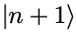 |n + 1⟩